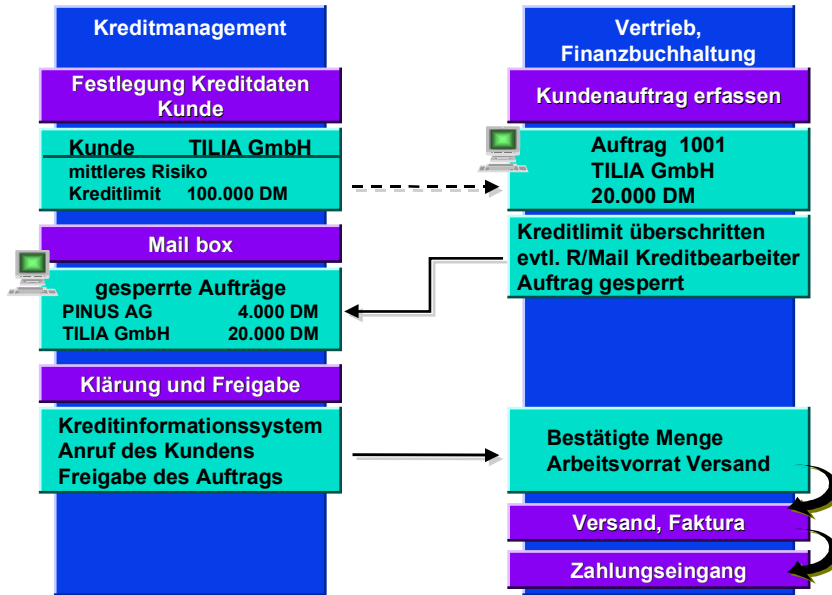 Kreditmanagement
Festlegung Kreditdaten
Kunde
Kunde TILIA GmbH
mittleres Risiko
Kreditlimit 100.000 DM
Mail box
gesperrte Aufträge
PINUS AG 4.000 DM
TILIA GmbH 20.000 DM
Klärung und Freigabe
Kreditinformationssystem
Anruf des Kundens
Freigabe des Auftrags
Vertrieb,
Finanzbuchhaltung
Kundenauftrag erfassen
Auftrag 1001
TILIA GmbH
20.000 DM
Kreditlimit überschritten
evtl. R/Mail Kreditbearbeiter
Auftrag gesperrt
Bestätigte Menge
Arbeitsvorrat Versand
Versand, Faktura
Zahlungseingang